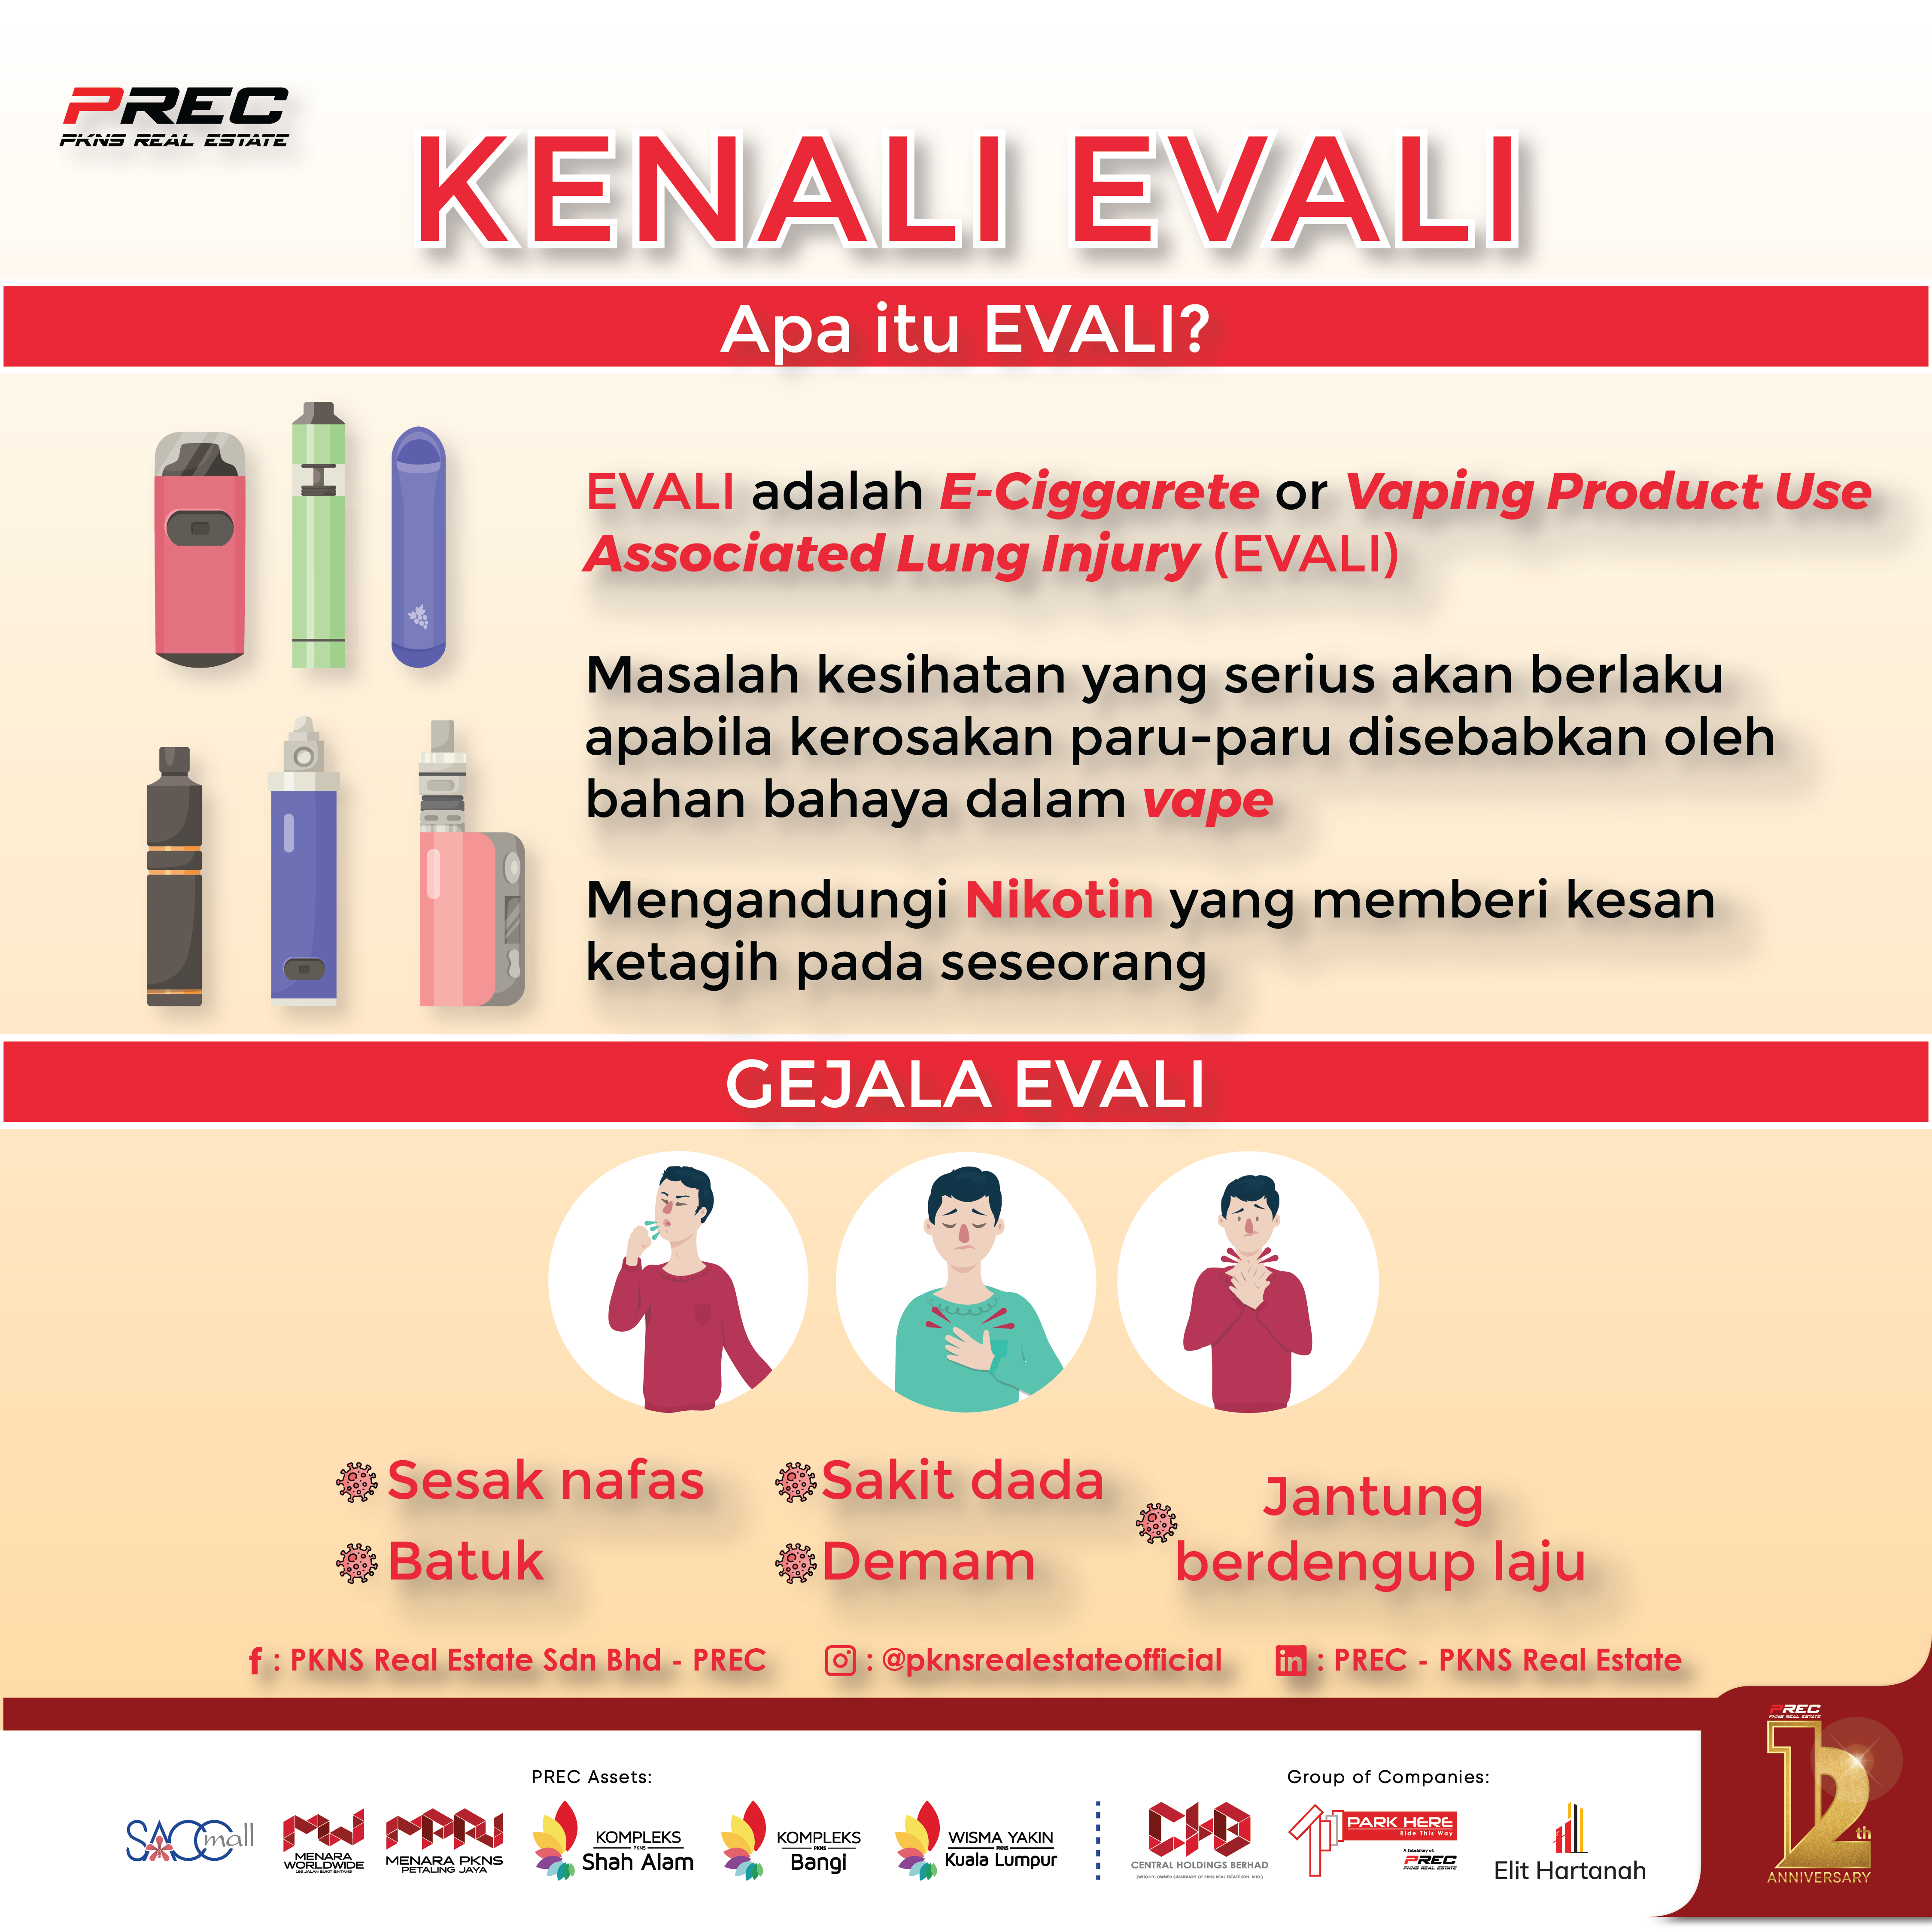 PREC
PKNS REAL ESTATE
KENALI EVALI
Apa itu EVALI?
EVALI adalah E-Ciggarete or Vaping Product Use
Associated Lung Injury (EVALI)
Masalah kesihatan yang serius akan berlaku
apabila kerosakan paru-paru disebabkan oleh
bahan bahaya dalam vape
Mengandungi Nikotin yang memberi kesan
ketagih pada seseorang
GEJALA EVALI
Sesak nafas
Batuk
Sakit dada
Demam
Jantung
berdengup laju
f : PKNS Real Estate Sdn Bhd - PREC
: @pknsrealestateofficial
in : PREC - PKNS Real Estate
PREC Assets:
SACC mall
MENARA
WORLDWIDE
198 JALAN BUKIT BINTANG
MENARA PKNS
PETALING JAYA
KOMPLEKS
PKNS
Shah Alam
KOMPLEKS
PKNS
Bangi
WISMA YAKIN
PKNS
Kuala Lumpur
Group of Companies:
CHB
CENTRAL HOLDINGS BERHAD
(WHOLLY-OWNED SUBSIDIARY OF PKNS REAL ESTATE SDN. BHD.)
PARK HERE
Ride This Way
A Subsidiary of:
PREC
PKNS REAL ESTATE
Elit Hartanah
PREC
PKNS REAL ESTATE
12th
ANNIVERSARY